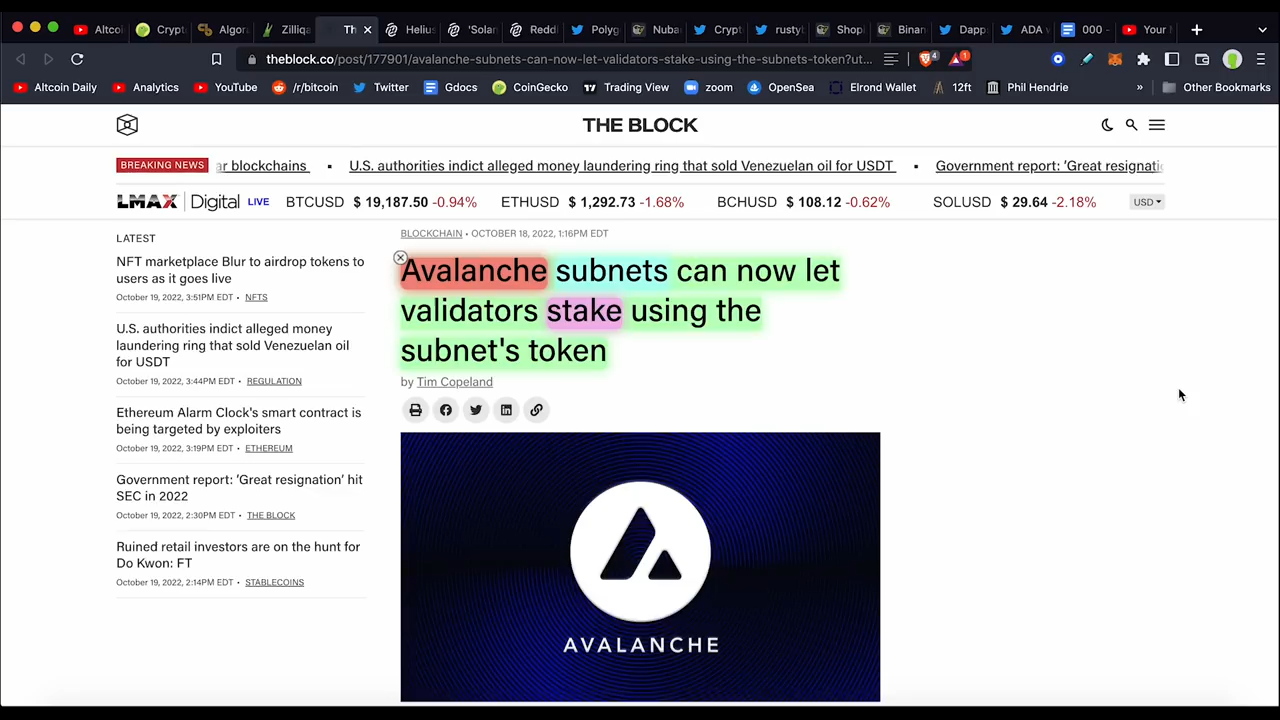 Altcoi
Crypt
Algora
Zilliqa
Th
Helius
'Solan
Reddi
Polyg
Nuba
Crypt
rusty
Shop
Binan
Dapp
ADA
000 -
Your
theblock.co/post/177901/avalanche-subnets-can-now-let-validators-stake-using-the-subnets-token?ut...
4
1
Altcoin Daily
Analytics
YouTube
/r/bitcoin
Twitter
Gdocs
CoinGecko
Trading View
zoom
OpenSea
Elrond Wallet
12ft
Phil Hendrie
»
Other Bookmarks
THE BLOCK
BREAKING NEWS
ar blockchains ▪ U.S. authorities indict alleged money laundering ring that sold Venezuelan oil for USDT ▪ Government report: ‘Great resignatio
LMAX Digital LIVE BTCUSD $ 19,187.50 -0.94% ETHUSD $ 1,292.73 -1.68% BCHUSD $ 108.12 -0.62% SOLUSD $ 29.64 -2.18% USD
LATEST
NFT marketplace Blur to airdrop tokens to
users as it goes live
October 19, 2022, 3:51PM EDT • NFTS
U.S. authorities indict alleged money
laundering ring that sold Venezuelan oil
for USDT
October 19, 2022, 3:44PM EDT • REGULATION
Ethereum Alarm Clock's smart contract is
being targeted by exploiters
October 19, 2022, 3:19PM EDT • ETHEREUM
Government report: ‘Great resignation’ hit
SEC in 2022
October 19, 2022, 2:30PM EDT • THE BLOCK
Ruined retail investors are on the hunt for
Do Kwon: FT
October 19, 2022, 2:14PM EDT • STABLECOINS
BLOCKCHAIN • OCTOBER 18, 2022, 1:16PM EDT
Avalanche subnets can now let
validators stake using the
subnet's token
by Tim Copeland
AVALANCHE